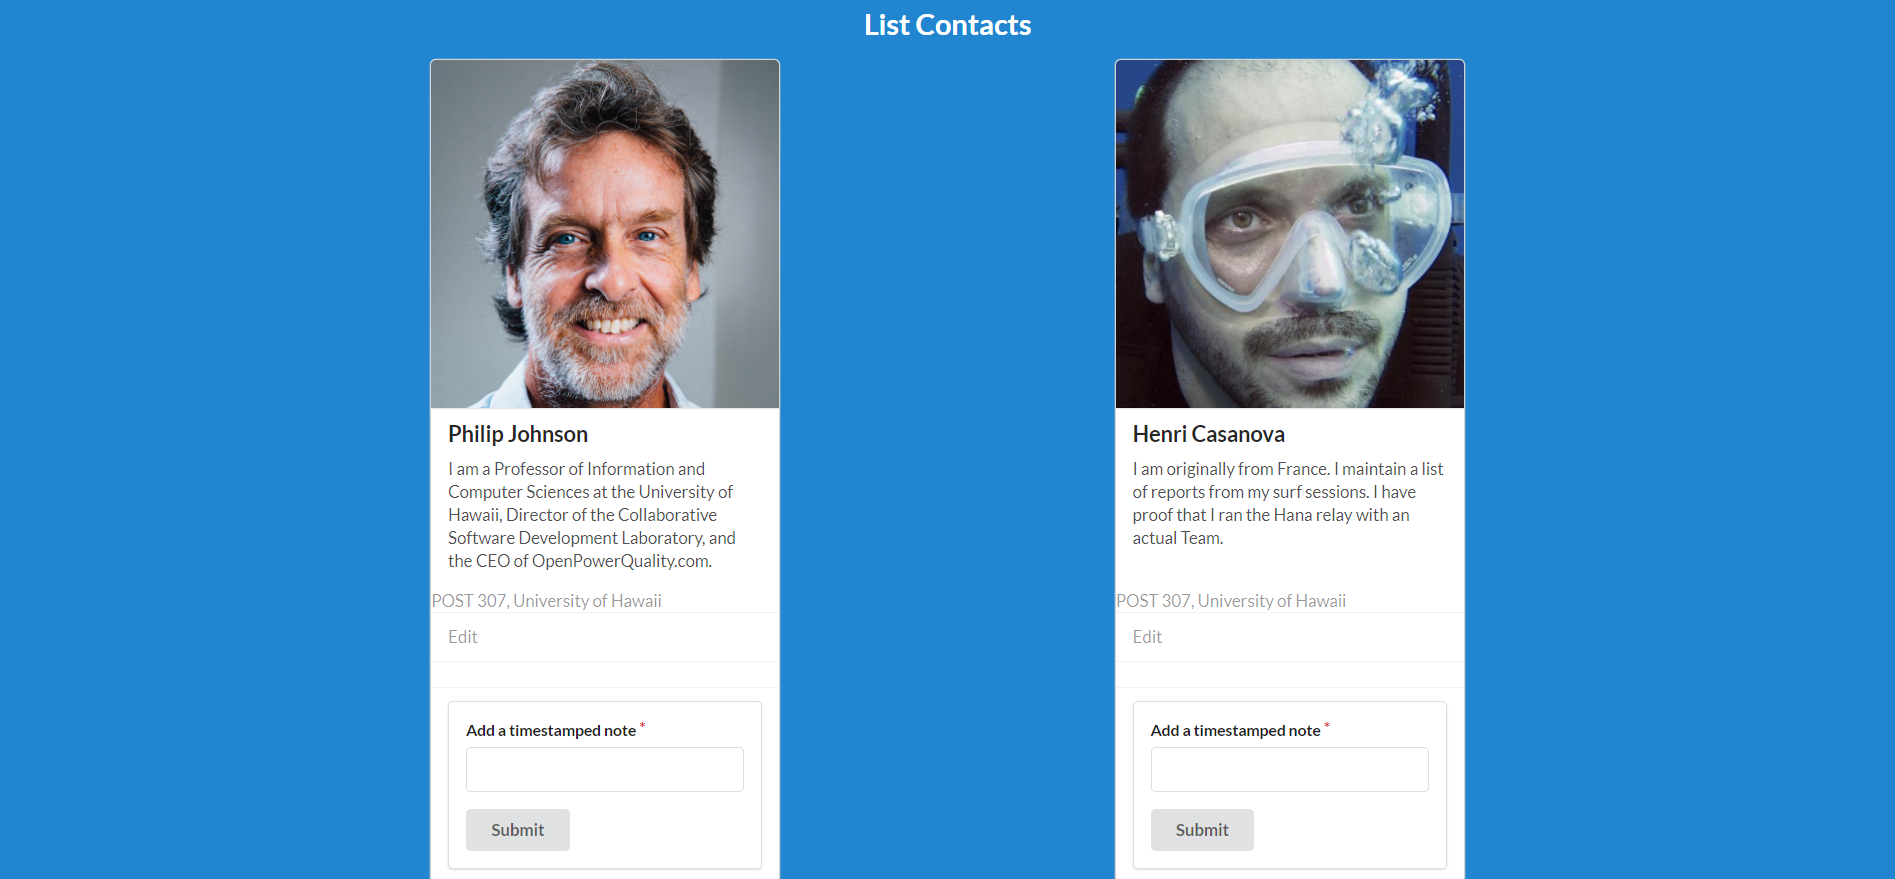 List Contacts
Philip Johnson
I am a Professor of Information and
Computer Sciences at the University of
Hawaii, Director of the Collaborative
Software Development Laboratory, and
the CEO of OpenPowerQuality.com.
POST 307, University of Hawaii
Edit
Add a timestamped note *
Submit
Henri Casanova
I am originally from France. I maintain a list
of reports from my surf sessions. I have
proof that I ran the Hana relay with an
actual Team.
POST 307, University of Hawaii
Edit
Add a timestamped note *
Submit